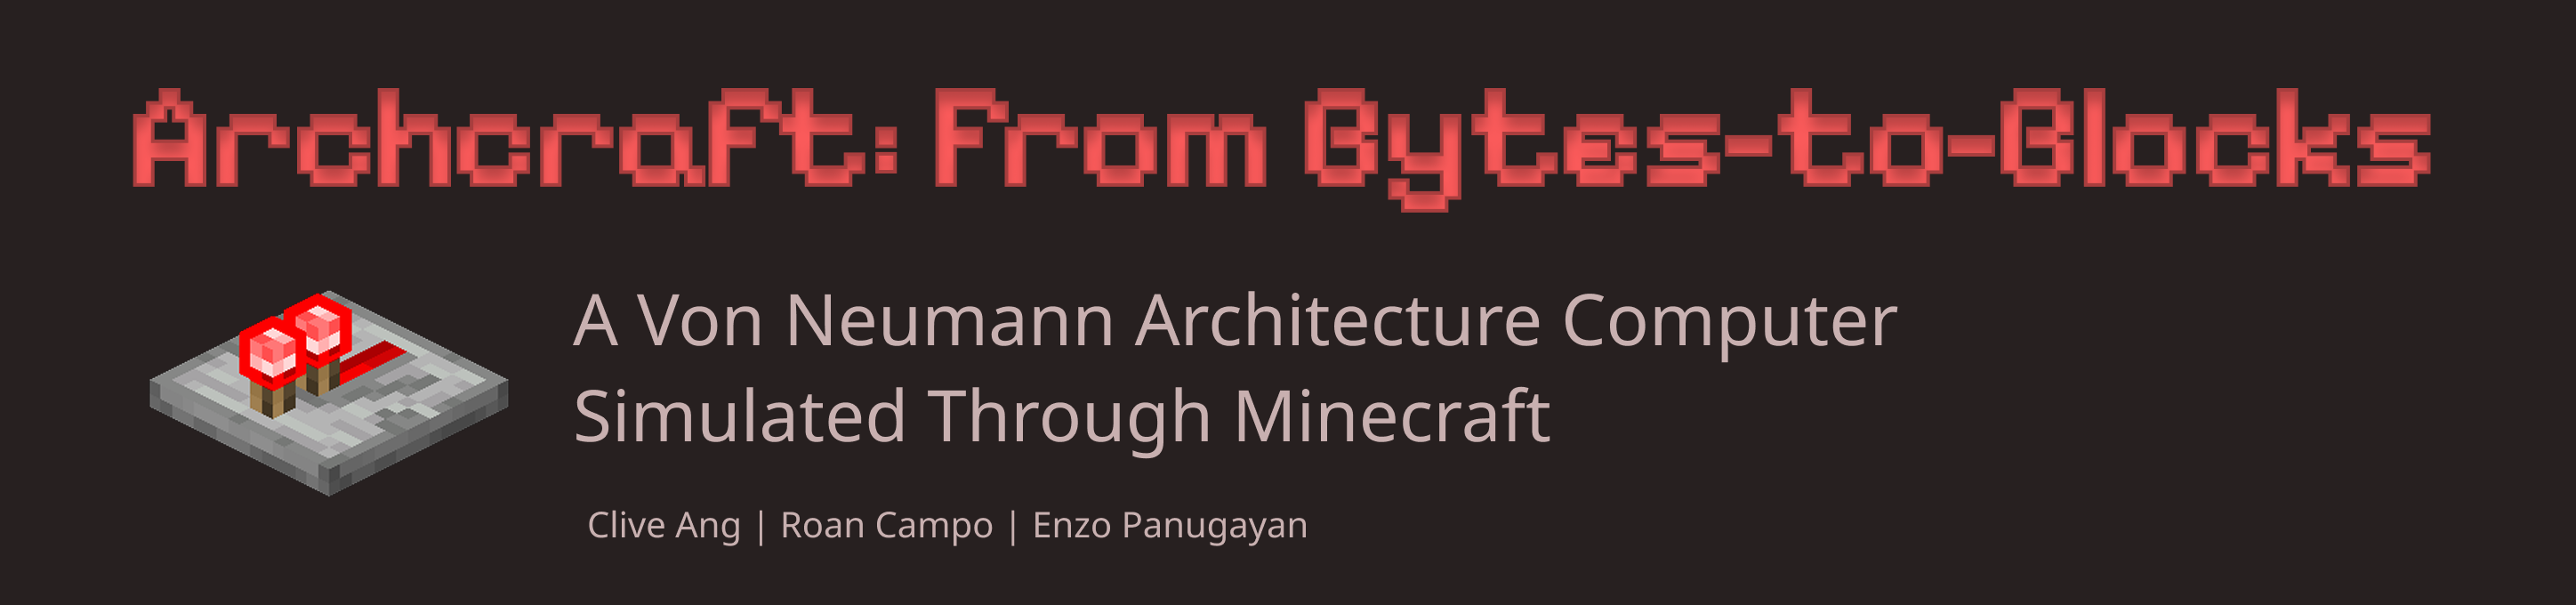 Archcraft: From Bytes-to-Blocks
A Von Neumann Architecture Computer
Simulated Through Minecraft
Clive Ang | Roan Campo | Enzo Panugayan